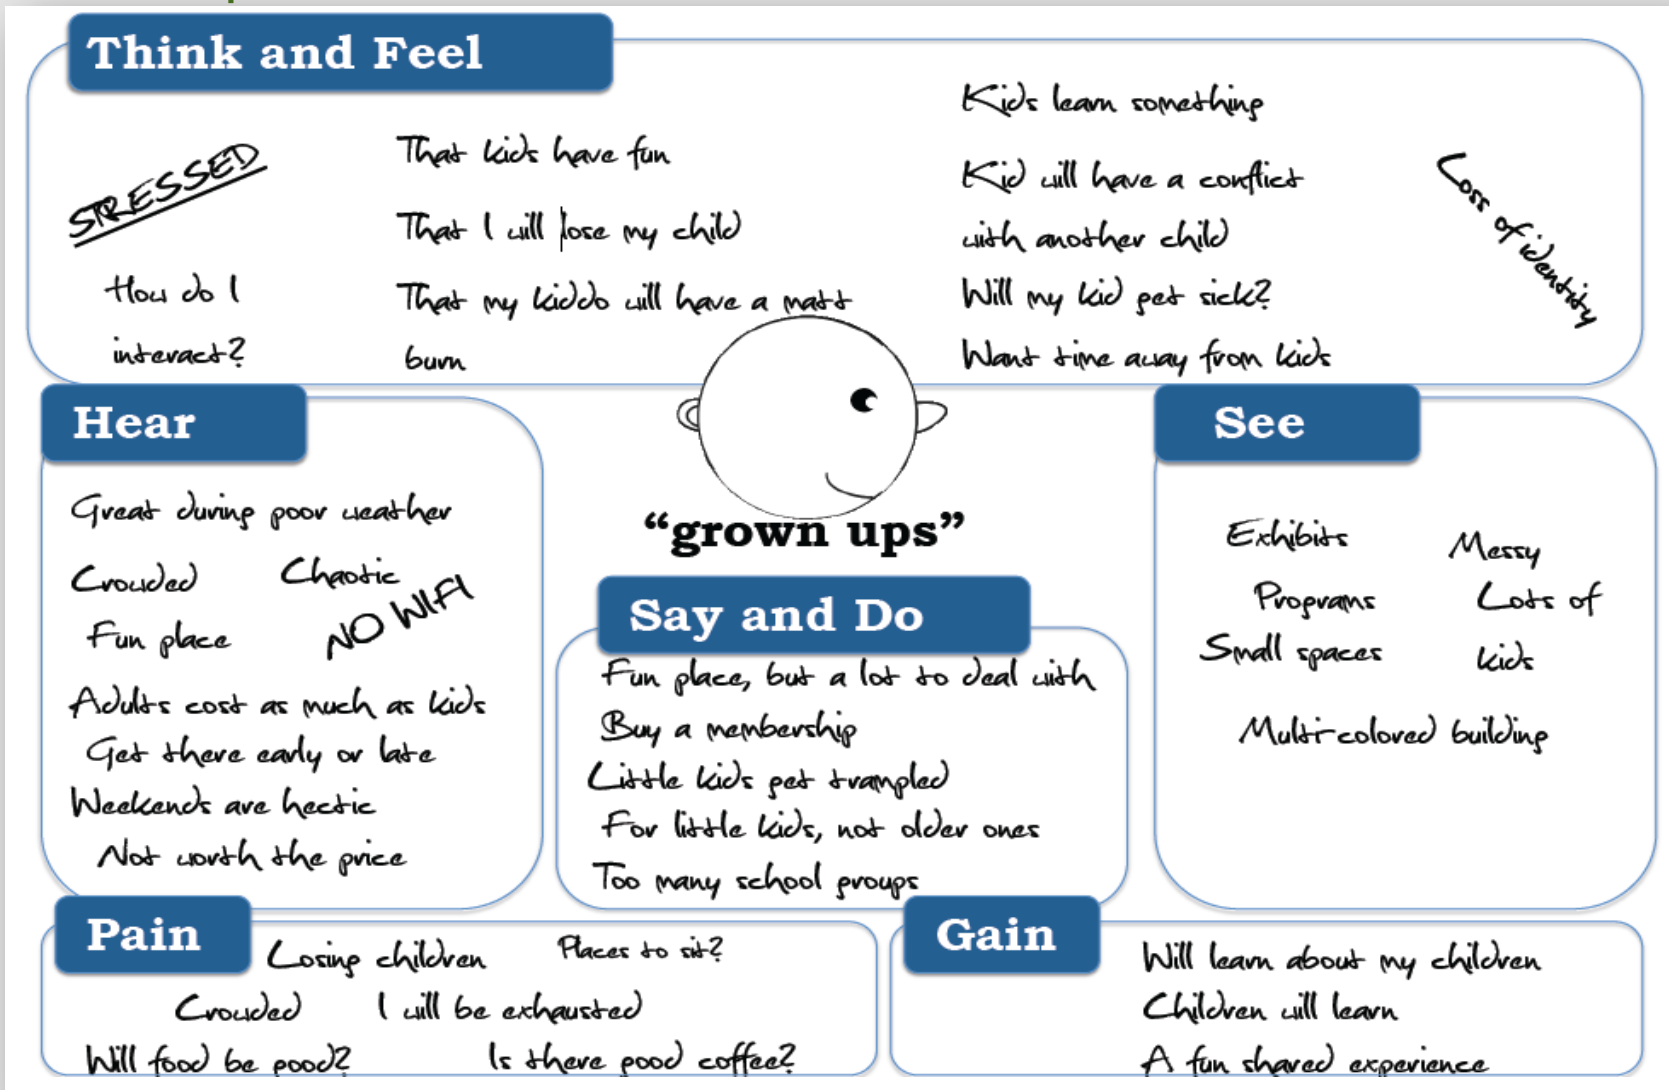 Think and Feel
STRESSED
How do I
interact?
That kids have fun
That I will lose my child
That my kiddo will have a matt
burn
Kids learn something
Kid will have a conflict
with another child
Will my kid get sick?
Want time away from kids
Loss of identity
Hear
Great during poor weather
Crowded
Chaotic
Fun place
NO WIFI
Adults cost as much as kids
Get there early or late
Weekends are hectic
Not worth the price
"grown ups"
Say and Do
Fun place, but a lot to deal with
Buy a membership
Little kids get trampled
For little kids, not older ones
Too many school groups
See
Exhibits
Messy
Programs
Lots of
kids
Small spaces
Multi-colored building
Pain
Losing children
Places to sit?
Crowded
I will be exhausted
Will food be good?
Is there good coffee?
Gain
Will learn about my children
Children will learn
A fun shared experience